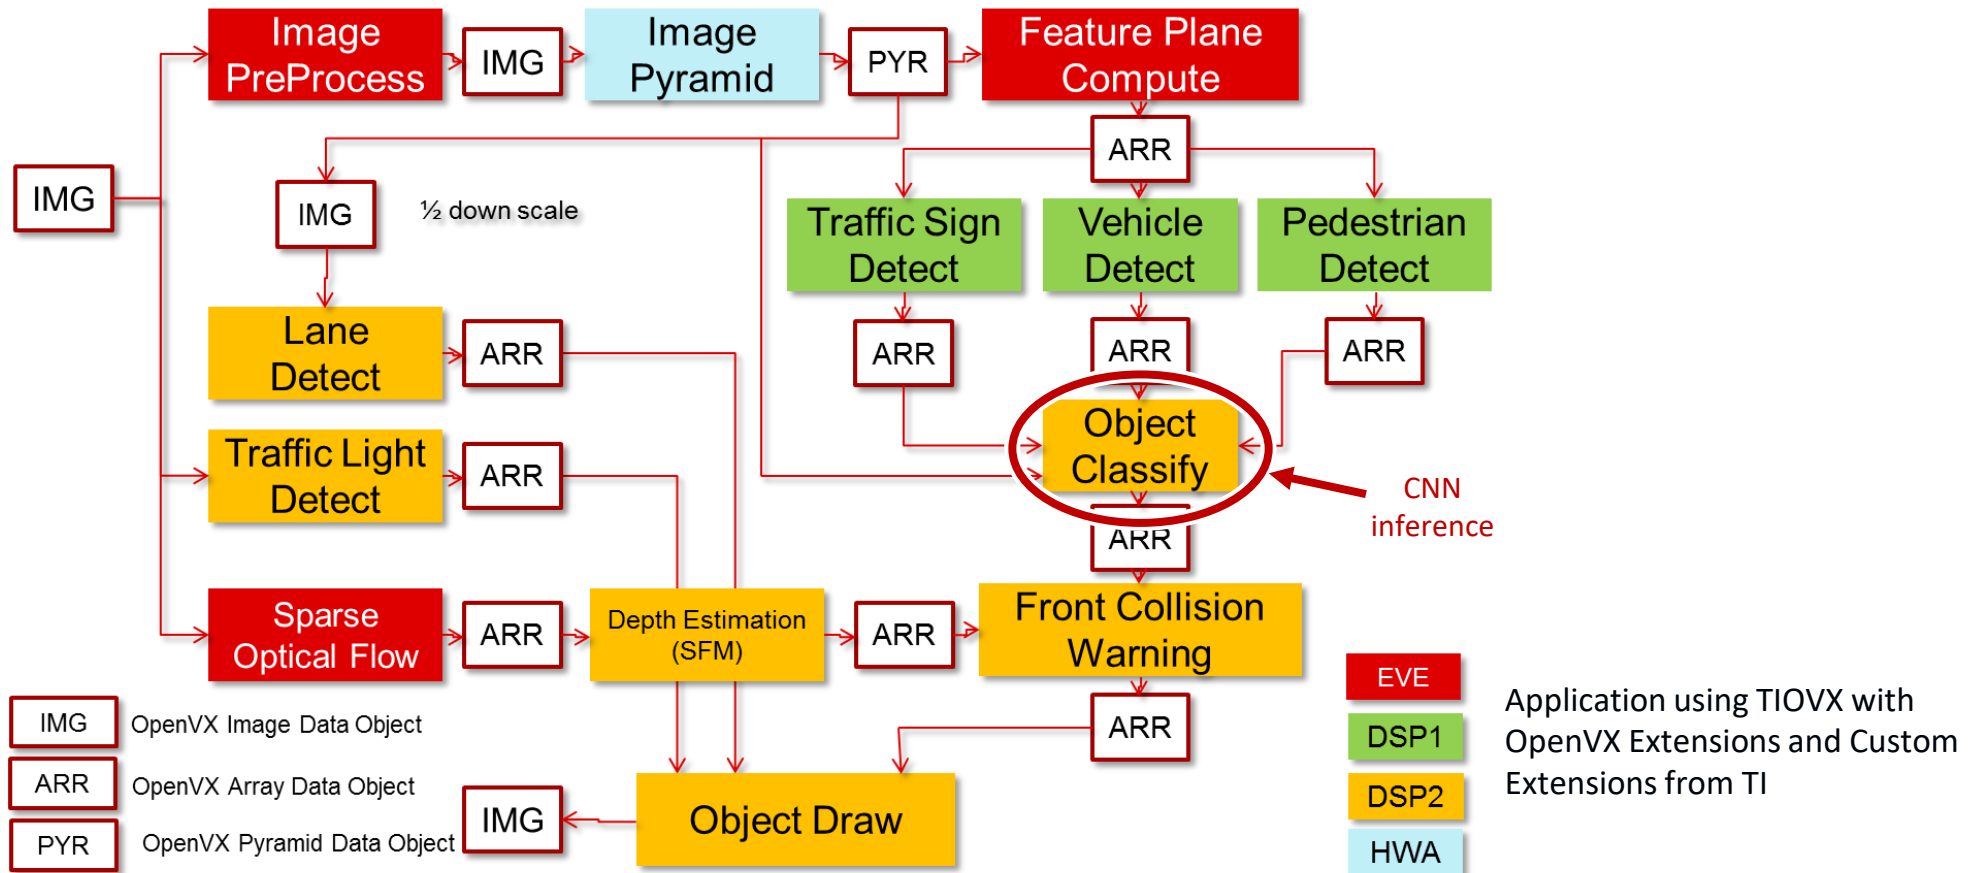 Image
PreProcess
IMG
Image
Pyramid
PYR
Feature Plane
Compute
ARR
IMG
IMG
½ down scale
Traffic Sign
Detect
Vehicle
Detect
Pedestrian
Detect
Lane
Detect
ARR
ARR
ARR
ARR
Traffic Light
Detect
ARR
Object
Classify
CNN
inference
ARR
Sparse
Optical Flow
ARR
Depth Estimation
(SFM)
ARR
Front Collision
Warning
ARR
Object Draw
IMG
IMG OpenVX Image Data Object
ARR OpenVX Array Data Object
PYR OpenVX Pyramid Data Object
EVE
DSP1
DSP2
HWA
Application using TIOVX with
OpenVX Extensions and Custom
Extensions from TI